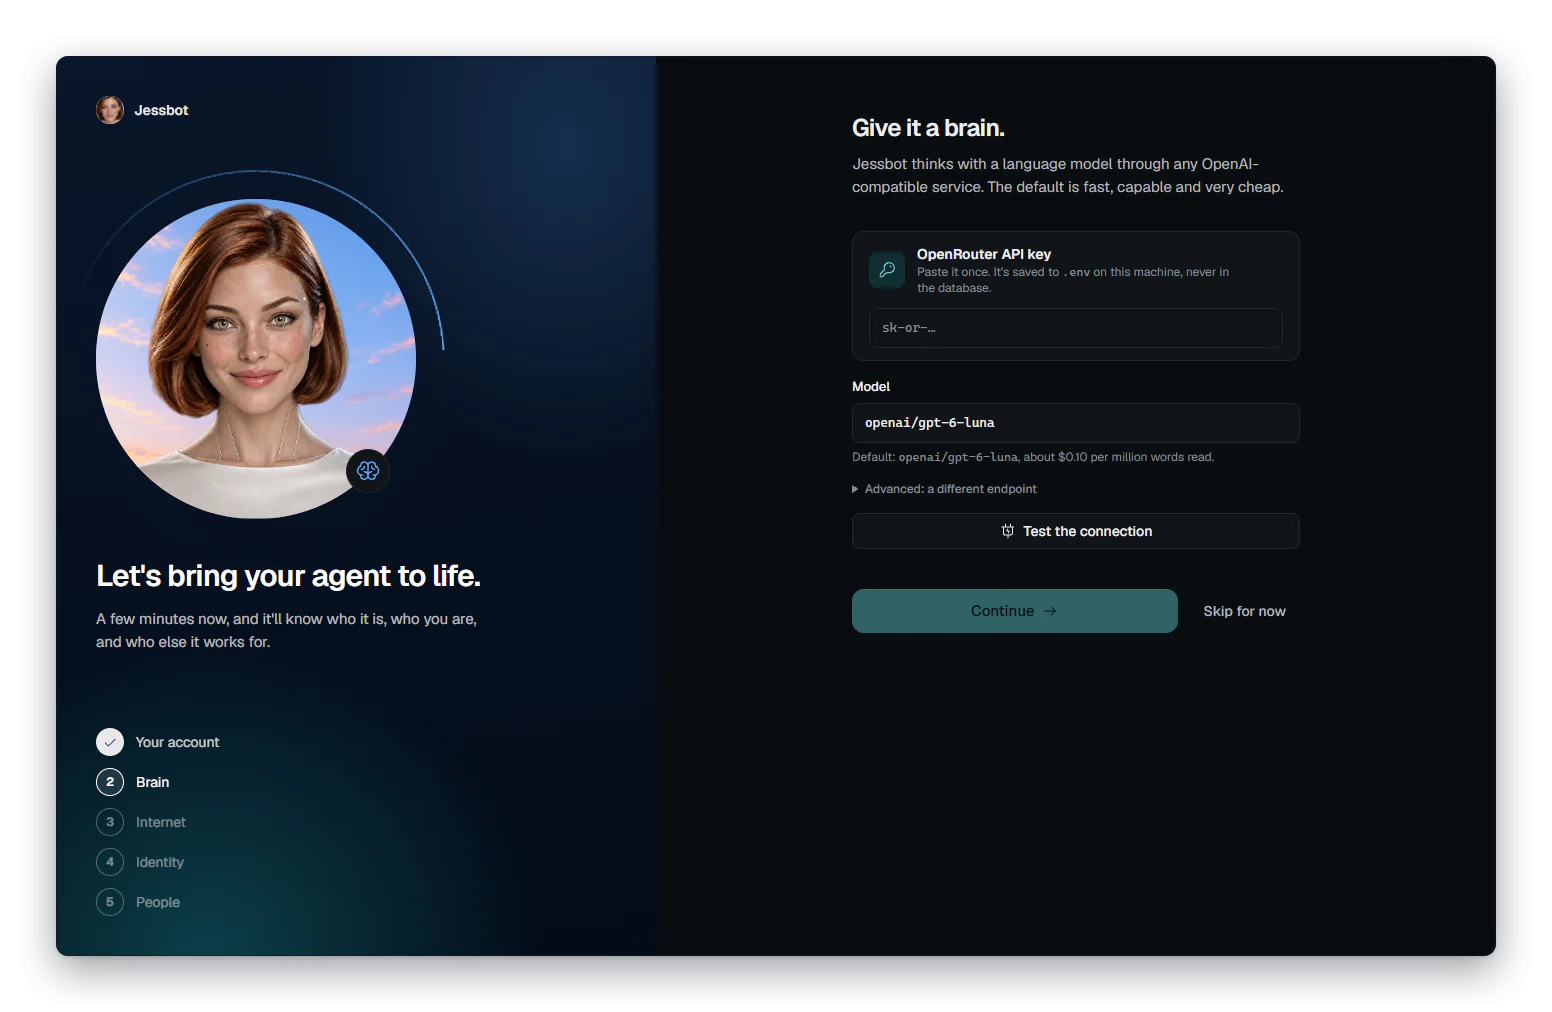 Jessbot
Let's bring your agent to life.
A few minutes now, and it'll know who it is, who you are,
and who else it works for.
Your account
2 Brain
3 Internet
4 Identity
5 People
Give it a brain.
Jessbot thinks with a language model through any OpenAI-
compatible service. The default is fast, capable and very cheap.
OpenRouter API key
Paste it once. It's saved to .env on this machine, never in
the database.
sk-or-…
Model
openai/gpt-6-luna
Default: openai/gpt-6-luna, about $0.10 per million words read.
Advanced: a different endpoint
Test the connection
Continue →
Skip for now